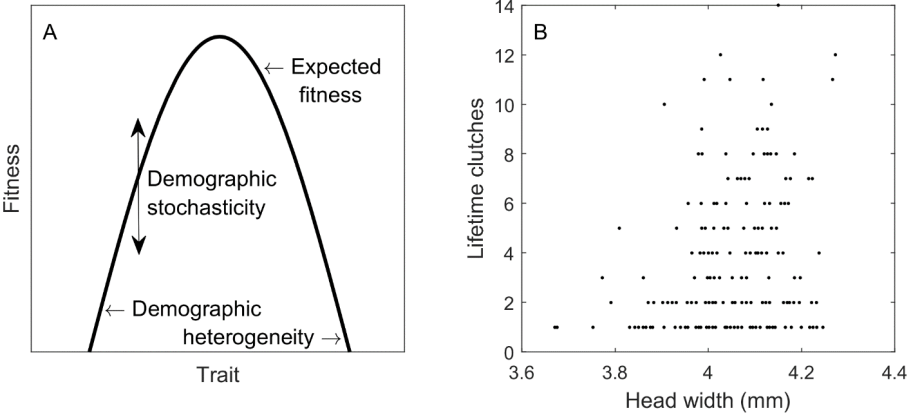 A
← Expected
fitness
Demographic
stochasticity
← Demographic
heterogeneity →
Fitness
Trait
B
14
12
10
8
6
4
2
0
Lifetime clutches
3.6
3.8
4
4.2
4.4
Head width (mm)